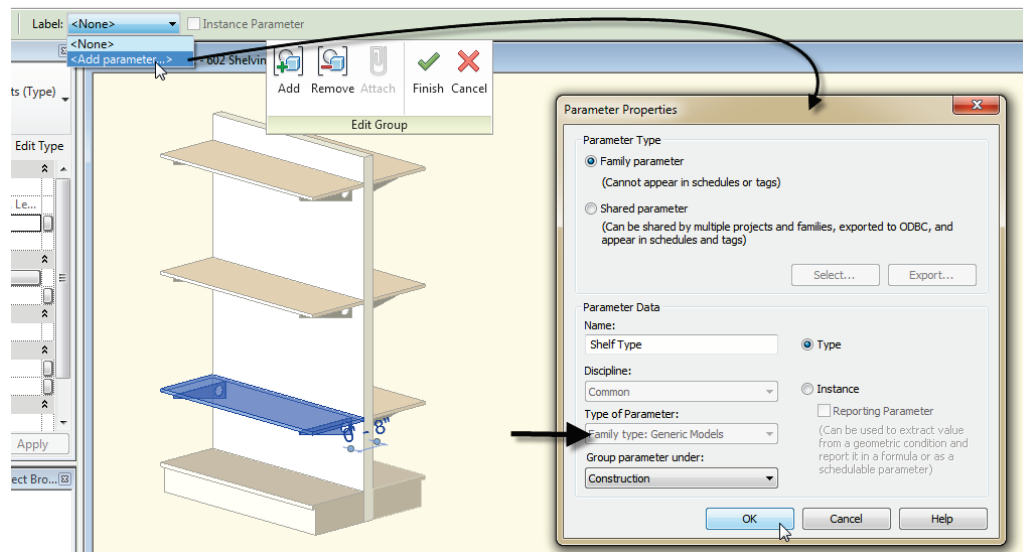 Label: <None> Instance Parameter
<None>
<Add parameter...>
- 602 Shelvin
Add Remove Attach Finish Cancel
Edit Group
ts (Type)
Edit Type
Le...
Apply
ect Bro...
8"
Parameter Properties
Parameter Type
Family parameter
(Cannot appear in schedules or tags)
Shared parameter
(Can be shared by multiple projects and families, exported to ODBC, and
appear in schedules and tags)
Select... Export...
Parameter Data
Name:
Shelf Type
Type
Discipline:
Common
Instance
Reporting Parameter
Type of Parameter:
Family type: Generic Models
(Can be used to extract value
from a geometric condition and
report it in a formula or as a
schedulable parameter)
Group parameter under:
Construction
OK Cancel Help